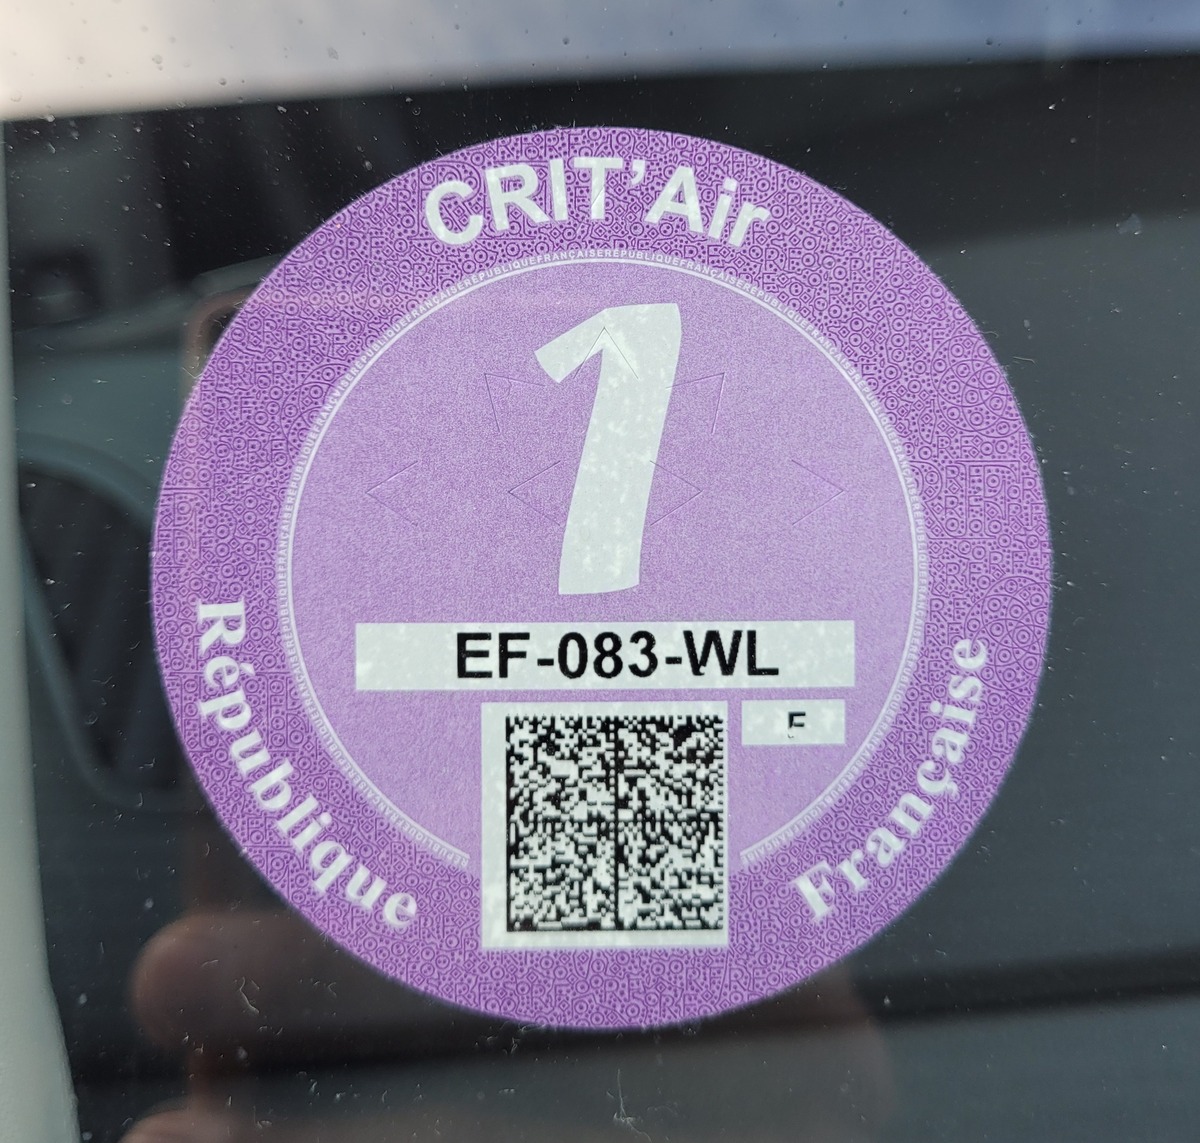 CRIT'Air
1
EF-083-WL
République
Française